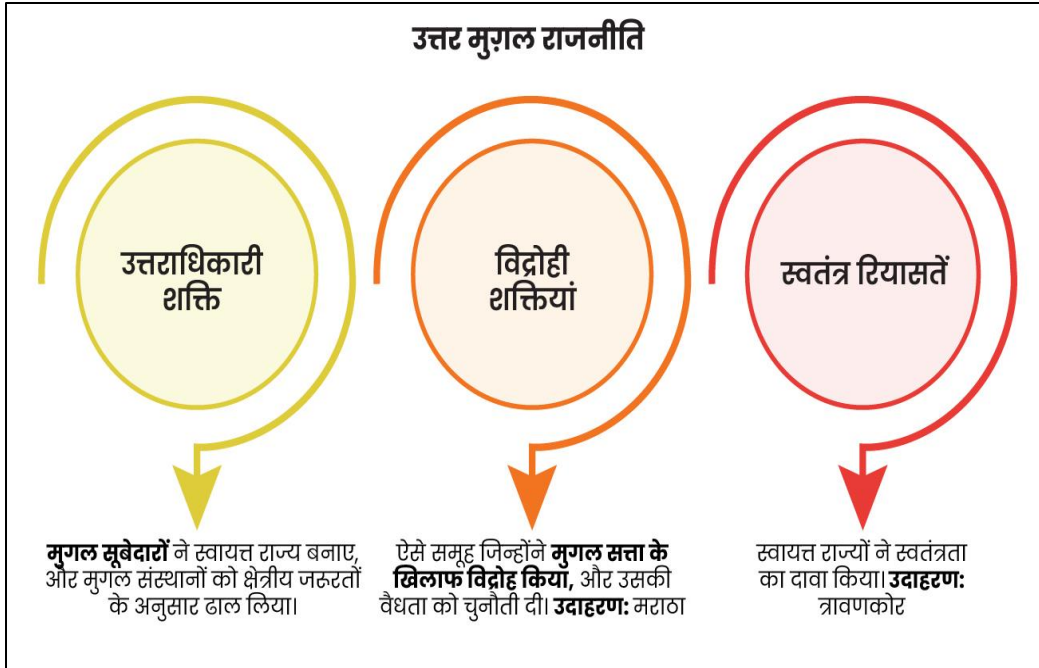 उत्तर मुग़ल राजनीति
उत्तराधिकारी
शक्ति
विद्रोही
शक्तियां
स्वतंत्र रियासतें
मुगल सूबेदारों ने स्वायत्त राज्य बनाए,
और मुगल संस्थानों को क्षेत्रीय जरूरतों
के अनुसार ढाल लिया।
ऐसे समूह जिन्होंने मुगल सत्ता के
खिलाफ विद्रोह किया, और उसकी
वैधता को चुनौती दी। उदाहरण: मराठा
स्वायत्त राज्यों ने स्वतंत्रता
का दावा किया। उदाहरण:
त्रावणकोर